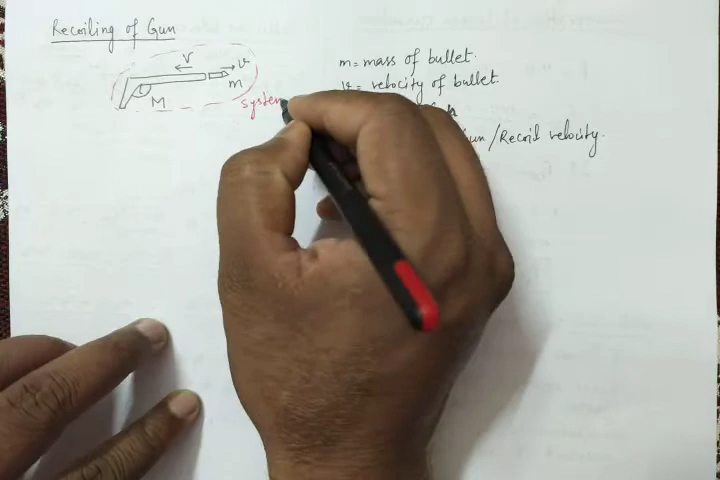 Recoiling of Gun
V
v
m
M
system
m = mass of bullet.
v = velocity of bullet.
/Recoil velocity.